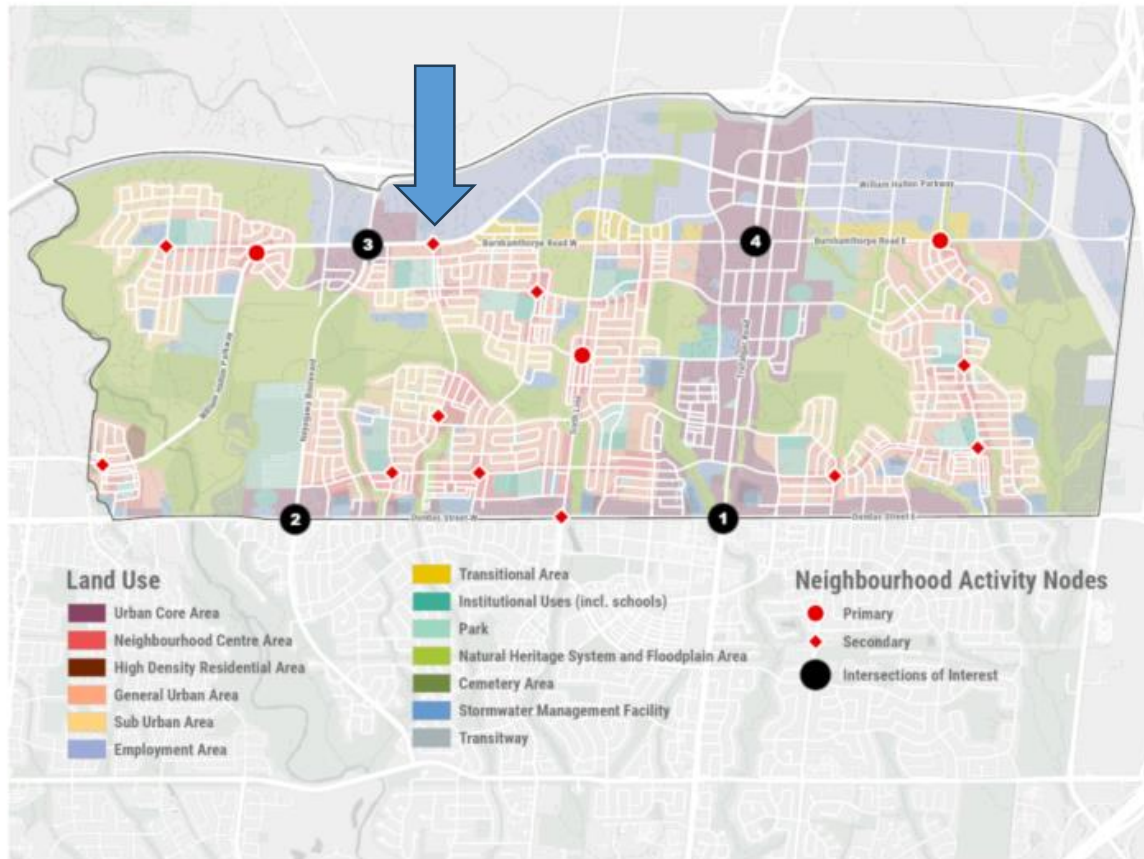 William Halton Parkway
3
4
Burnhamthorpe Road W
Burnhamthorpe Road E
William Halton Parkway
Neyagawa Boulevard
Trafalgar Road
Sixth Line
2
1
Dundas Street W
Dundas Street E
Land Use
Urban Core Area
Neighbourhood Centre Area
High Density Residential Area
General Urban Area
Sub Urban Area
Employment Area
Transitional Area
Institutional Uses (incl. schools)
Park
Natural Heritage System and Floodplain Area
Cemetery Area
Stormwater Management Facility
Transitway
Neighbourhood Activity Nodes
Primary
Secondary
Intersections of Interest